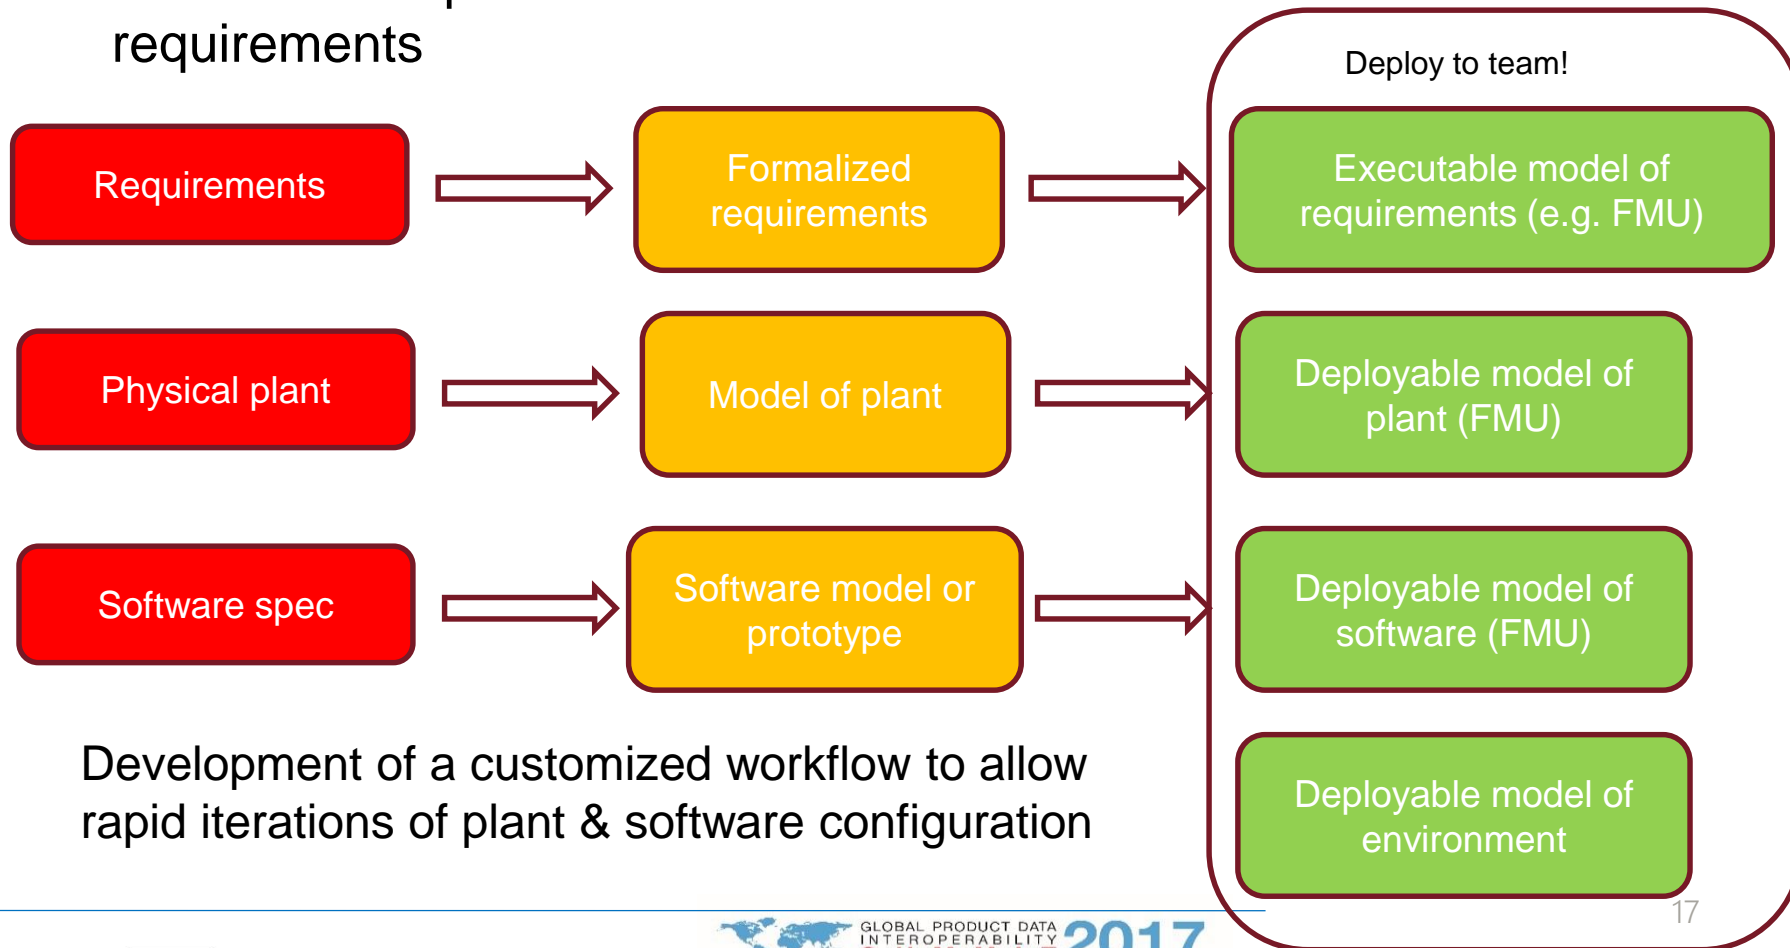 requirements
Deploy to team!
Requirements
Formalized
requirements
Executable model of
requirements (e.g. FMU)
Physical plant
Model of plant
Deployable model of
plant (FMU)
Software spec
Software model or
prototype
Deployable model of
software (FMU)
Development of a customized workflow to allow
rapid iterations of plant & software configuration
Deployable model of
environment
17
GLOBAL PRODUCT DATA
INTEROPERABILITY
2017